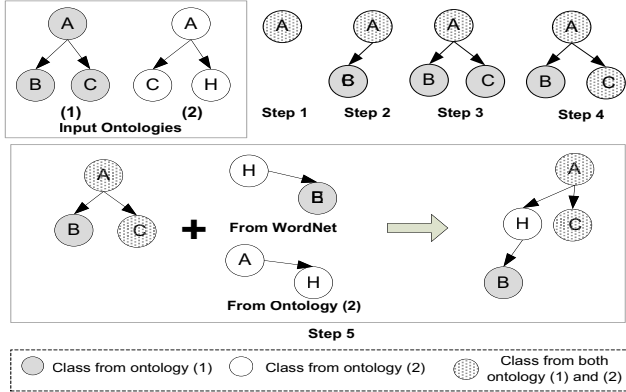 A A A A A A
B C C H B B C B C
(1) (2) Step 1 Step 2 Step 3 Step 4
Input Ontologies
A H A
B C B H C
From WordNet
A H B
From Ontology (2)
Step 5
Class from ontology (1) Class from ontology (2) Class from both
ontology (1) and (2)